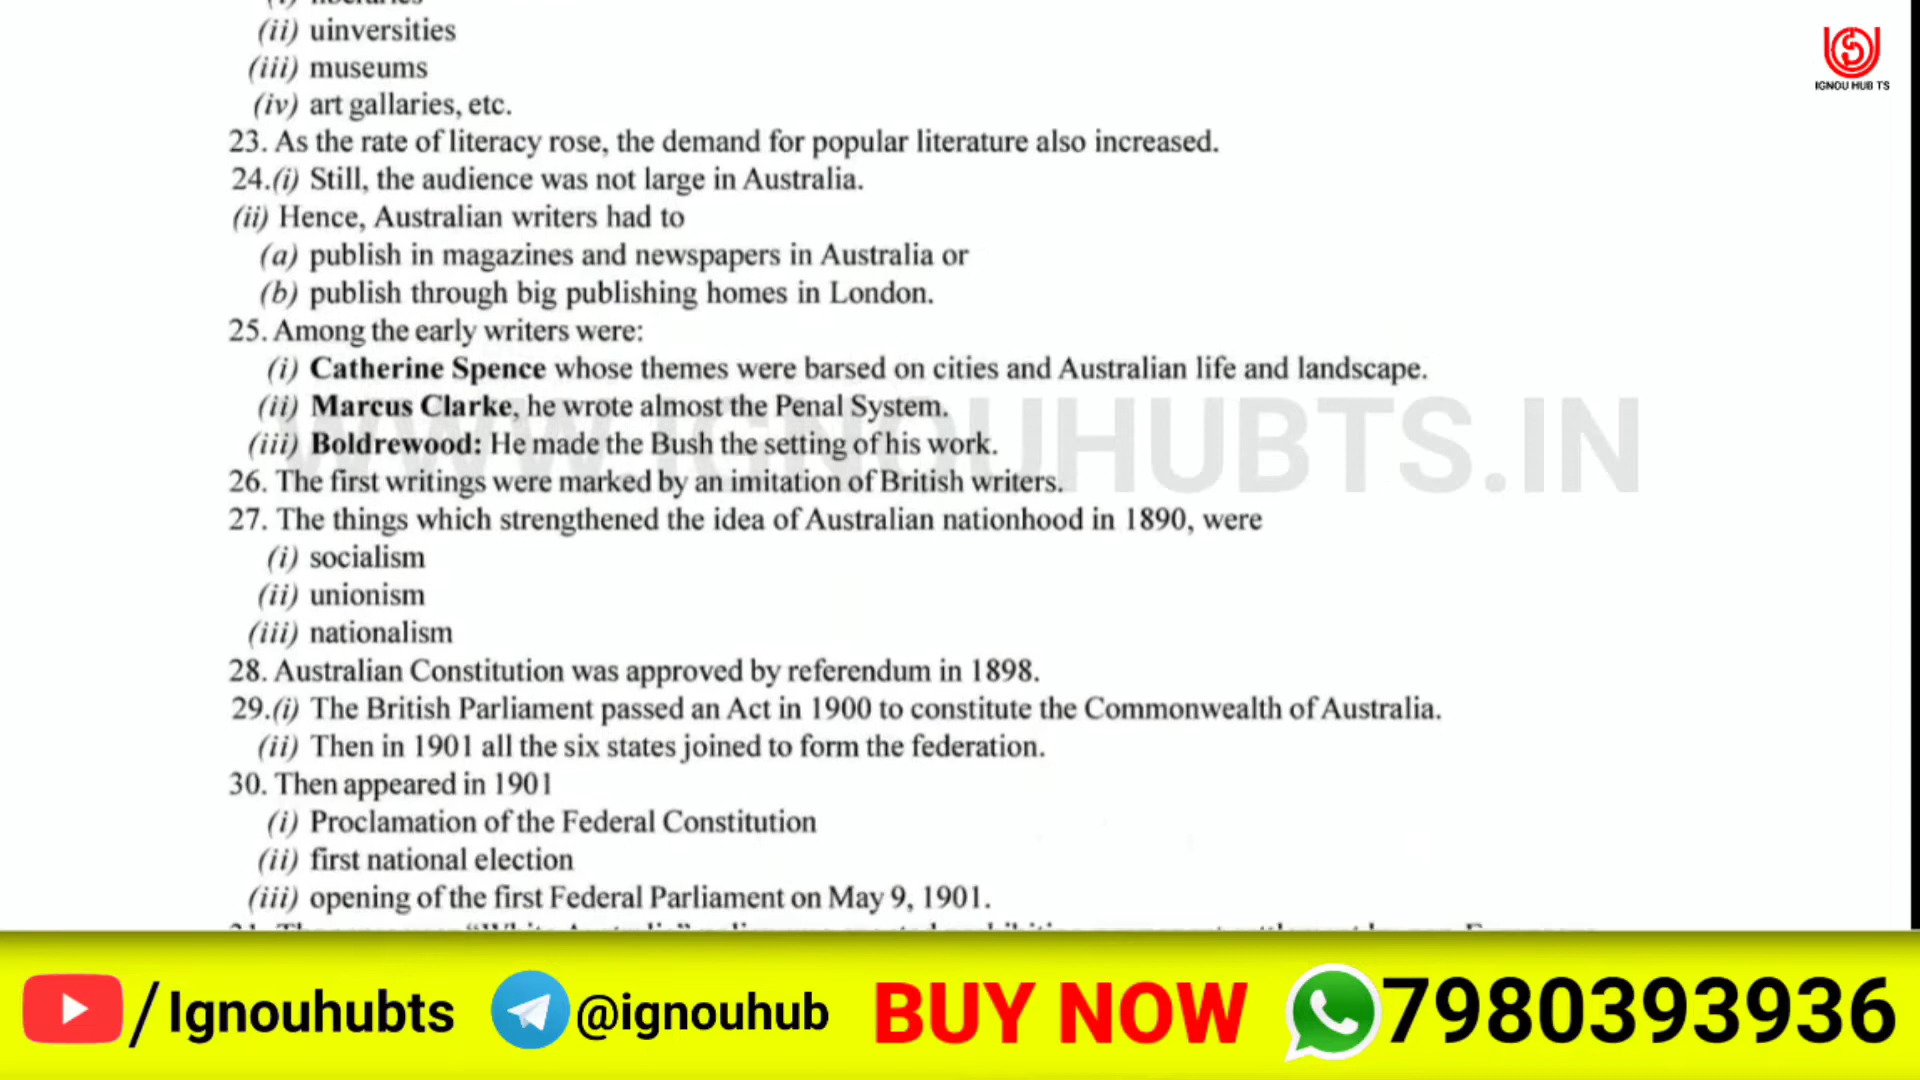 (ii) uinversities
(iii) museums
(iv) art gallaries, etc.
23. As the rate of literacy rose, the demand for popular literature also increased.
24.(i) Still, the audience was not large in Australia.
(ii) Hence, Australian writers had to
(a) publish in magazines and newspapers in Australia or
(b) publish through big publishing homes in London.
25. Among the early writers were:
(i) Catherine Spence whose themes were barsed on cities and Australian life and landscape.
(ii) Marcus Clarke, he wrote almost the Penal System.
(iii) Boldrewood: He made the Bush the setting of his work.
26. The first writings were marked by an imitation of British writers.
27. The things which strengthened the idea of Australian nationhood in 1890, were
(i) socialism
(ii) unionism
(iii) nationalism
28. Australian Constitution was approved by referendum in 1898.
29.(i) The British Parliament passed an Act in 1900 to constitute the Commonwealth of Australia.
(ii) Then in 1901 all the six states joined to form the federation.
30. Then appeared in 1901
(i) Proclamation of the Federal Constitution
(ii) first national election
(iii) opening of the first Federal Parliament on May 9, 1901.
IGNOU HUB TS
WWW.IGNOUHUBTS.IN
/Ignouhubts @ignouhub BUY NOW 7980393936